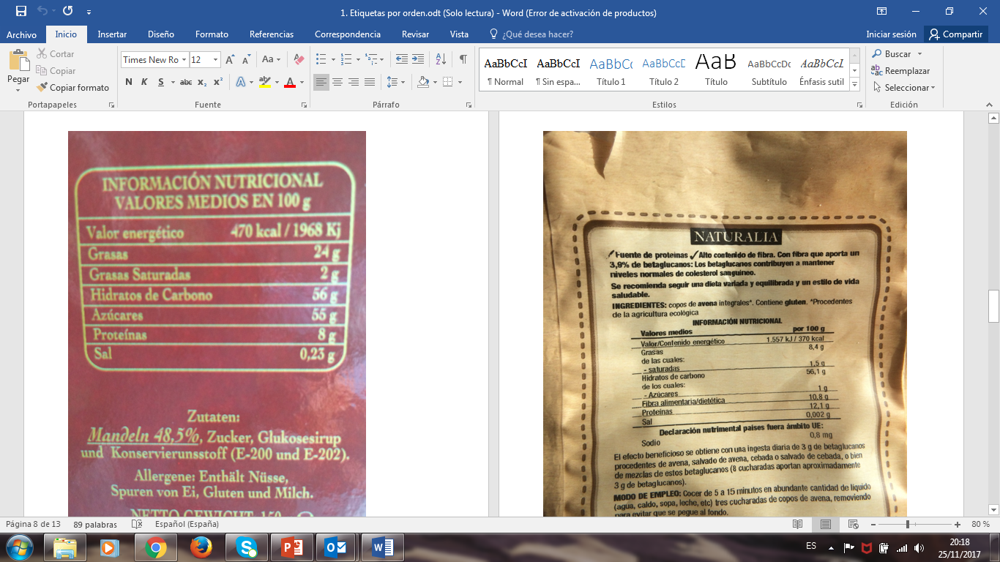 1. Etiquetas por orden.odt (Solo lectura) - Word (Error de activación de productos)
Archivo Inicio Insertar Diseño Formato Referencias Correspondencia Revisar Vista ¿Qué desea hacer? Iniciar sesión Compartir
Pegar
Cortar
Copiar
Copiar formato
Portapapeles
Times New Ro 12
N K S abc x₂ x²
Fuente
Párrafo
AaBbCcI AaBbCcI AaBbCc AaBbCcD AaB AaBbCcDc AaBbCcI
¶ Normal ¶ Sin espa... Título 1 Título 2 Título Subtítulo Énfasis sutil
Estilos
Buscar
Reemplazar
Seleccionar
Edición
INFORMACIÓN NUTRICIONAL
VALORES MEDIOS EN 100 g
Valor energético 470 kcal / 1968 Kj
Grasas 24 g
Grasas Saturadas 2 g
Hidratos de Carbono 56 g
Azúcares 55 g
Proteínas 8 g
Sal 0,23 g
Zutaten:
Mandeln 48,5%, Zucker, Glukosesirup
und Konservierunsstoff (E-200 und E-202).
Allergene: Enthält Nüsse,
Spuren von Ei, Gluten und Milch.
NETTO GEWICHT
NATURALIA
Fuente de proteínas ✓Alto contenido de fibra. Con fibra que aporta un
3,9% de betaglucanos: Los betaglucanos contribuyen a mantener
niveles normales de colesterol sanguíneo.
Se recomienda seguir una dieta variada y equilibrada y un estilo de vida
saludable.
INGREDIENTES: copos de avena integrales*. Contiene gluten. *Procedentes
de la agricultura ecológica
INFORMACIÓN NUTRICIONAL
Valores medios por 100 g
Valor/Contenido energético 1.557 kJ / 370 kcal
Grasas 8,4 g
de las cuales:
- saturadas 1,5 g
Hidratos de carbono 56,1 g
de los cuales:
- Azúcares 1 g
Fibra alimentaria/dietética 10,8 g
Proteínas 12,1 g
Sal 0,002 g
Declaración nutrimental paises fuera ámbito UE:
Sodio 0,8 mg
El efecto beneficioso se obtiene con una ingesta diaria de 3 g de betaglucanos
procedentes de avena, salvado de avena, cebada o salvado de cebada, o bien
de mezclas de estos betaglucanos (8 cucharadas aportan aproximadamente
3 g de betaglucanos).
MODO DE EMPLEO: Cocer de 5 a 15 minutos en abundante cantidad de líquido
(agua, caldo, sopa, leche, etc) tres cucharadas de copos de avena, removiendo
para evitar que se pegue al fondo.
Página 8 de 13 89 palabras Español (España) 80 %
ES 20:18
25/11/2017